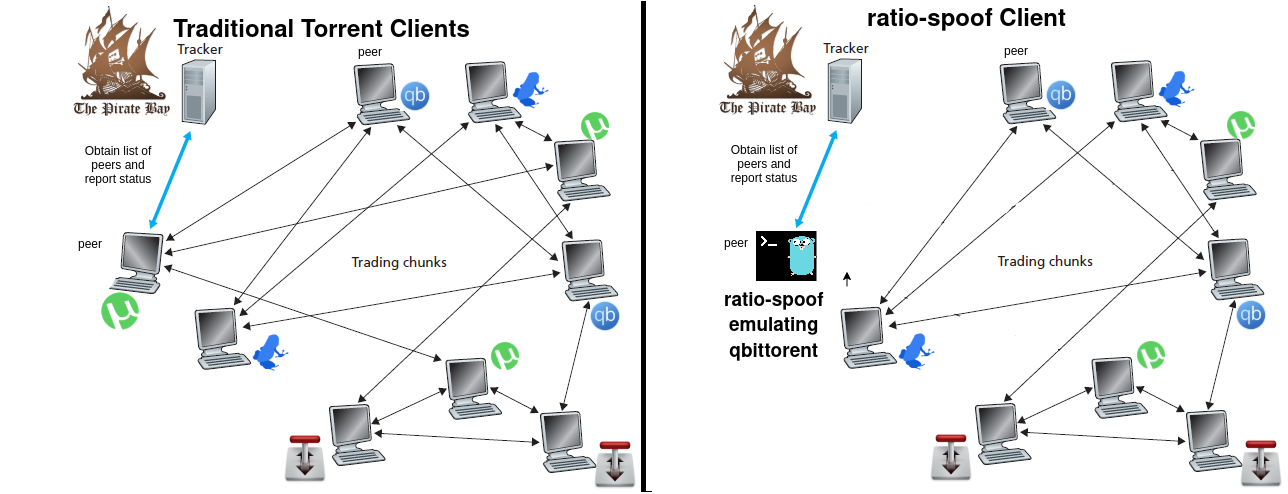 Traditional Torrent Clients
Tracker
The Pirate Bay
peer
qb
µ
Obtain list of
peers and
report status
peer
µ
Trading chunks
qb
µ
ratio-spoof Client
Tracker
The Pirate Bay
peer
qb
µ
Obtain list of
peers and
report status
peer
>_
ratio-spoof
emulating
qbittorent
Trading chunks
qb
µ